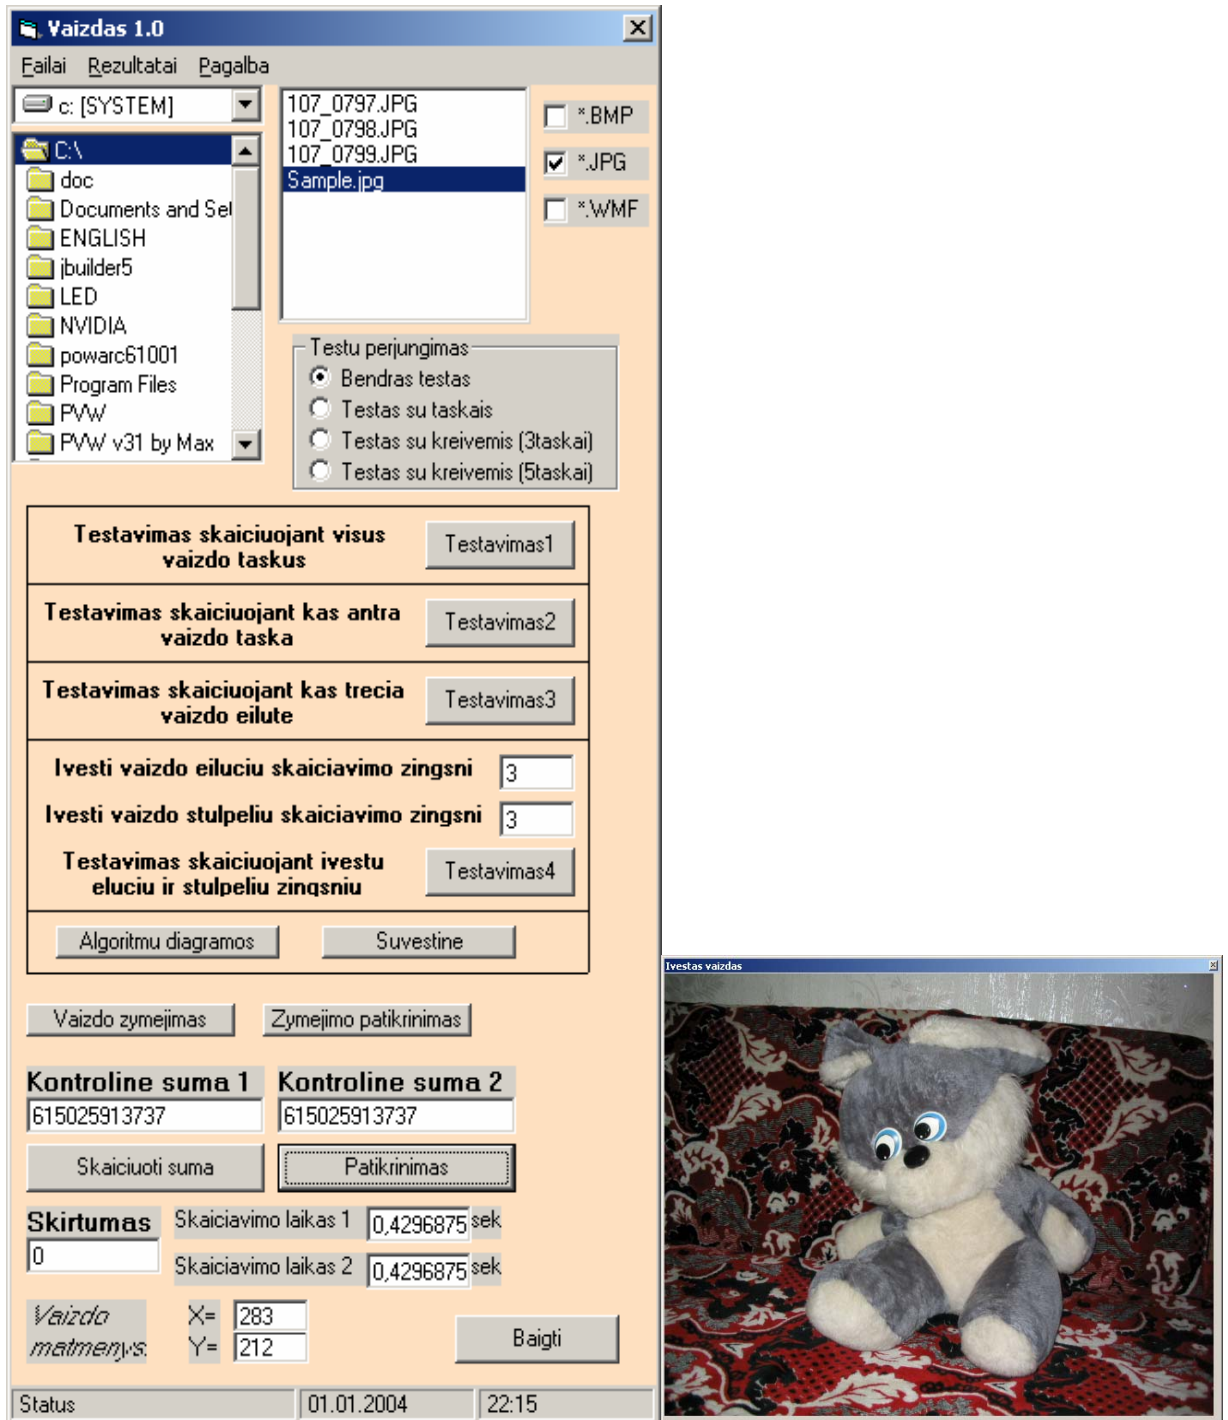 Vaizdas 1.0
Failai Rezultatai Pagalba
c: [SYSTEM]
C:\
doc
Documents and Set
ENGLISH
jbuilder5
LED
NVIDIA
powarc61001
Program Files
PVW
PVW v31 by Max
107_0797.JPG
107_0798.JPG
107_0799.JPG
Sample.jpg
*.BMP
*.JPG
*.WMF
Testu perjungimas
Bendras testas
Testas su taskais
Testas su kreivemis (3taskai)
Testas su kreivemis (5taskai)
Testavimas skaiciuojant visus
vaizdo taskus
Testavimas1
Testavimas skaiciuojant kas antra
vaizdo taska
Testavimas2
Testavimas skaiciuojant kas trecia
vaizdo eilute
Testavimas3
Ivesti vaizdo eiluciu skaiciavimo zingsni
3
Ivesti vaizdo stulpeliu skaiciavimo zingsni
3
Testavimas skaiciuojant ivestu
eluciu ir stulpeliu zingsniu
Testavimas4
Algoritmu diagramos
Suvestine
Vaizdo zymejimas
Zymejimo patikrinimas
Kontroline suma 1
Kontroline suma 2
615025913737
615025913737
Skaiciuoti suma
Patikrinimas
Skirtumas
0
Skaiciavimo laikas 1 0,4296875 sek
Skaiciavimo laikas 2 0,4296875 sek
Vaizdo
matmenys:
X= 283
Y= 212
Baigti
Status
01.01.2004
22:15
Ivestas vaizdas